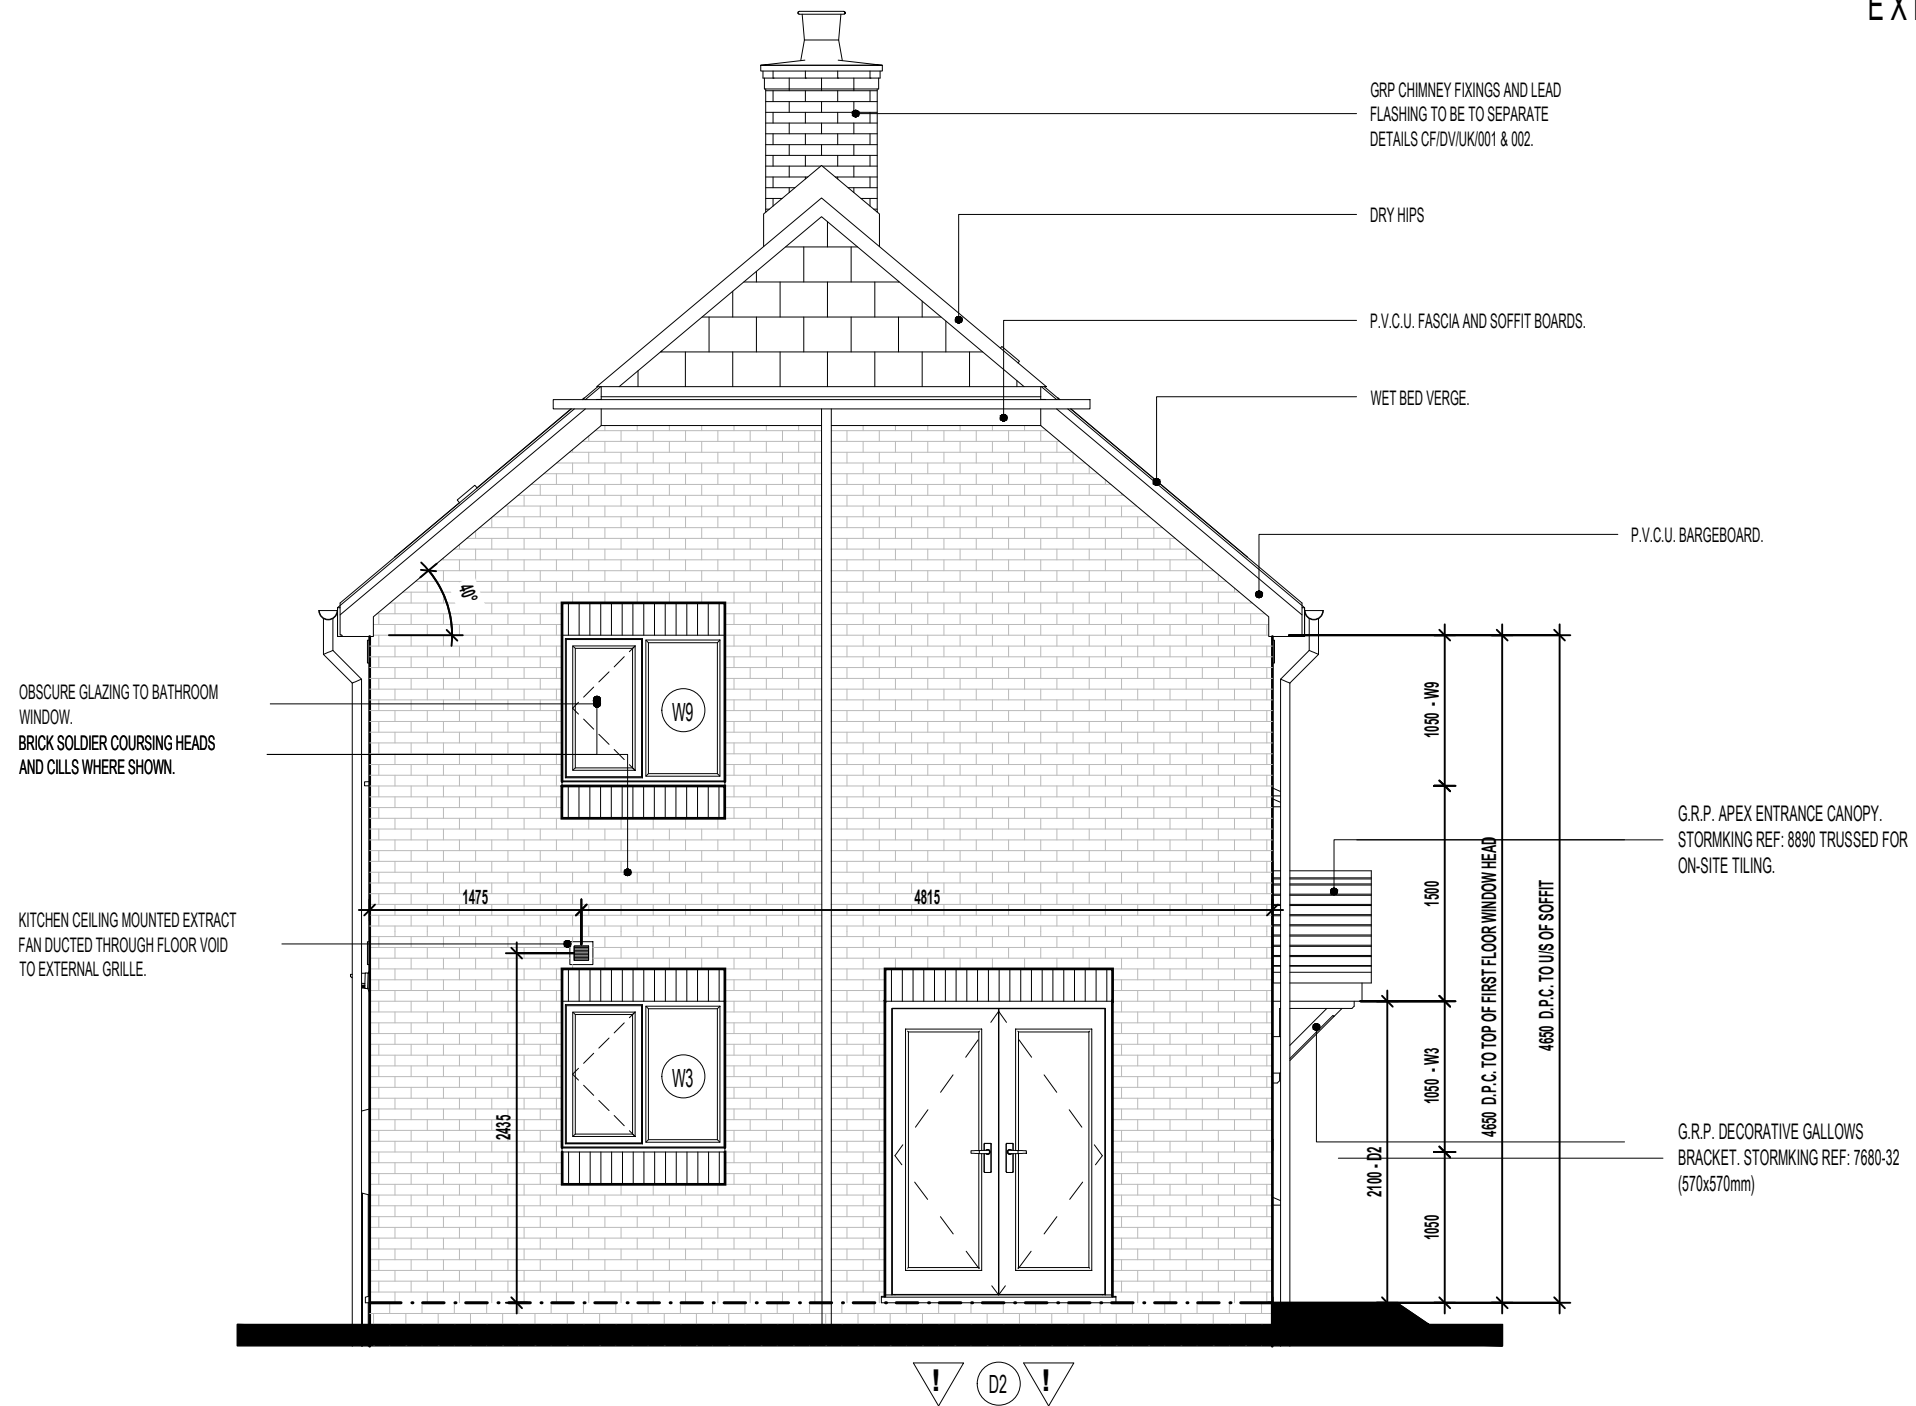 EX
GRP CHIMNEY FIXINGS AND LEAD
FLASHING TO BE TO SEPARATE
DETAILS CF/DV/UK/001 & 002.
DRY HIPS
P.V.C.U. FASCIA AND SOFFIT BOARDS.
WET BED VERGE.
P.V.C.U. BARGEBOARD.
40°
OBSCURE GLAZING TO BATHROOM
WINDOW.
BRICK SOLDIER COURSING HEADS
AND CILLS WHERE SHOWN.
W9
1050 - W9
G.R.P. APEX ENTRANCE CANOPY.
STORMKING REF: 8890 TRUSSED FOR
ON-SITE TILING.
1475
4815
1500
KITCHEN CEILING MOUNTED EXTRACT
FAN DUCTED THROUGH FLOOR VOID
TO EXTERNAL GRILLE.
4650 D.P.C. TO TOP OF FIRST FLOOR WINDOW HEAD
4650 D.P.C. TO U/S OF SOFFIT
W3
1050 - W3
2435
2100 - D2
1050
G.R.P. DECORATIVE GALLOWS
BRACKET. STORMKING REF: 7680-32
(570x570mm)
! D2 !